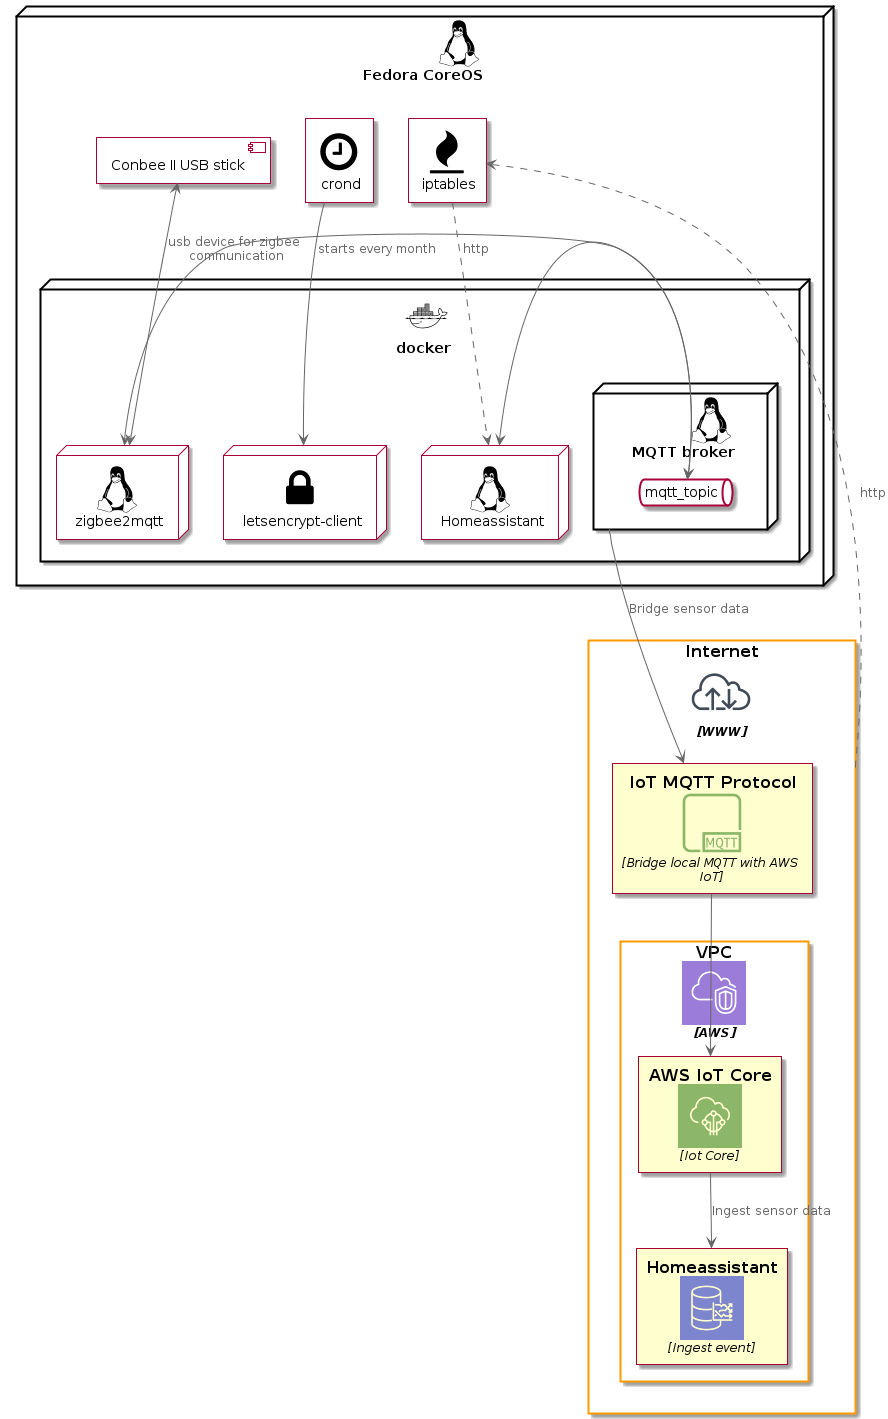 Fedora CoreOS
Conbee II USB stick
crond
iptables
usb device for zigbee
communication
starts every month
http
docker
MQTT broker
mqtt_topic
zigbee2mqtt
letsencrypt-client
Homeassistant
http
Bridge sensor data
Internet
[WWW]
IoT MQTT Protocol
MQTT
[Bridge local MQTT with AWS
IoT]
VPC
[AWS]
AWS IoT Core
[Iot Core]
Ingest sensor data
Homeassistant
[Ingest event]